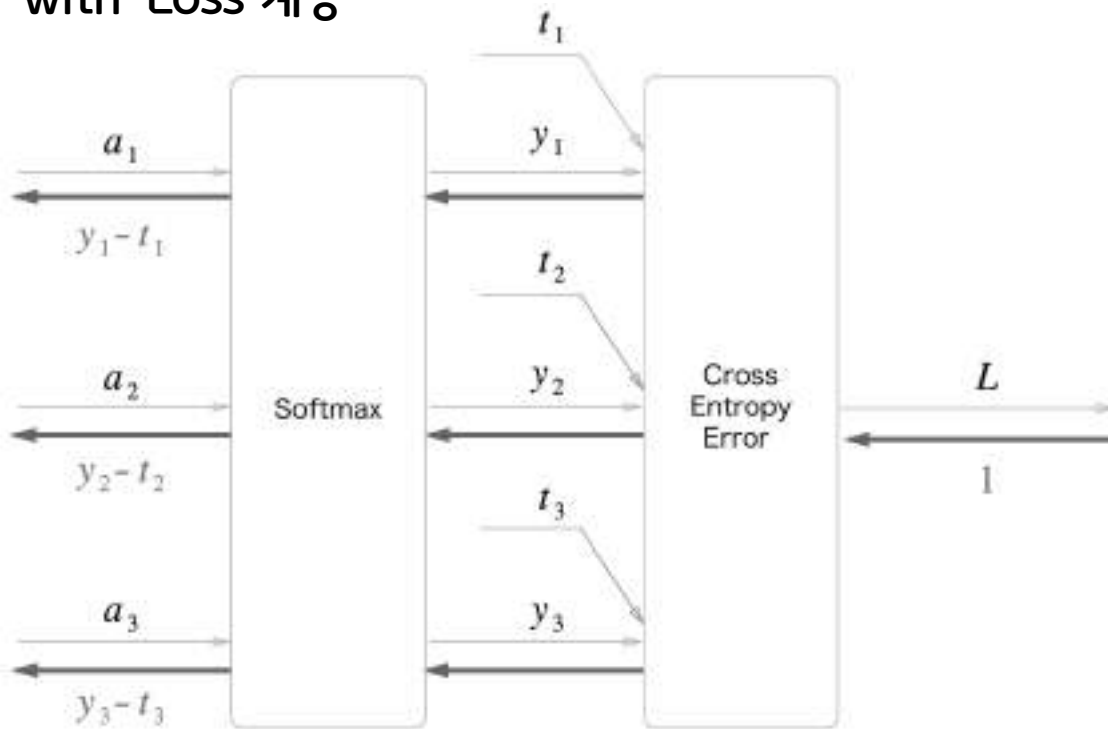 with Loss 계층
t₁
a₁
y₁
y₁ - t₁
t₂
a₂
y₂
Softmax
Cross
Entropy
Error
L
y₂ - t₂
1
t₃
a₃
y₃
y₃ - t₃